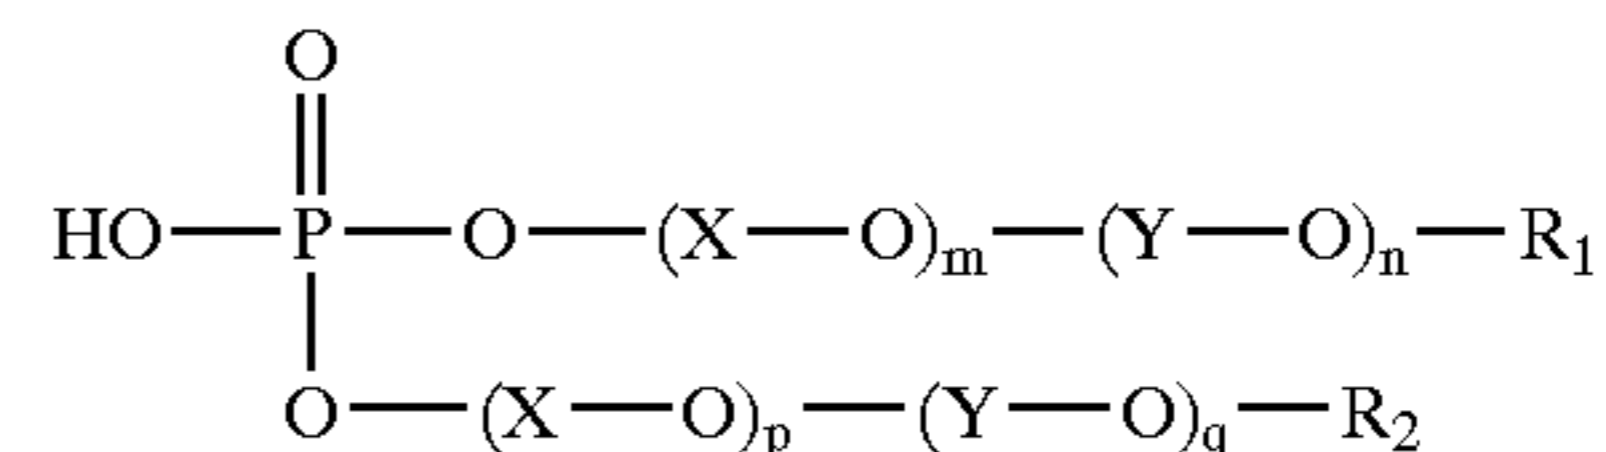 O
HO P O (X O)m (Y O)n R1
O (X O)p (Y O)q R2